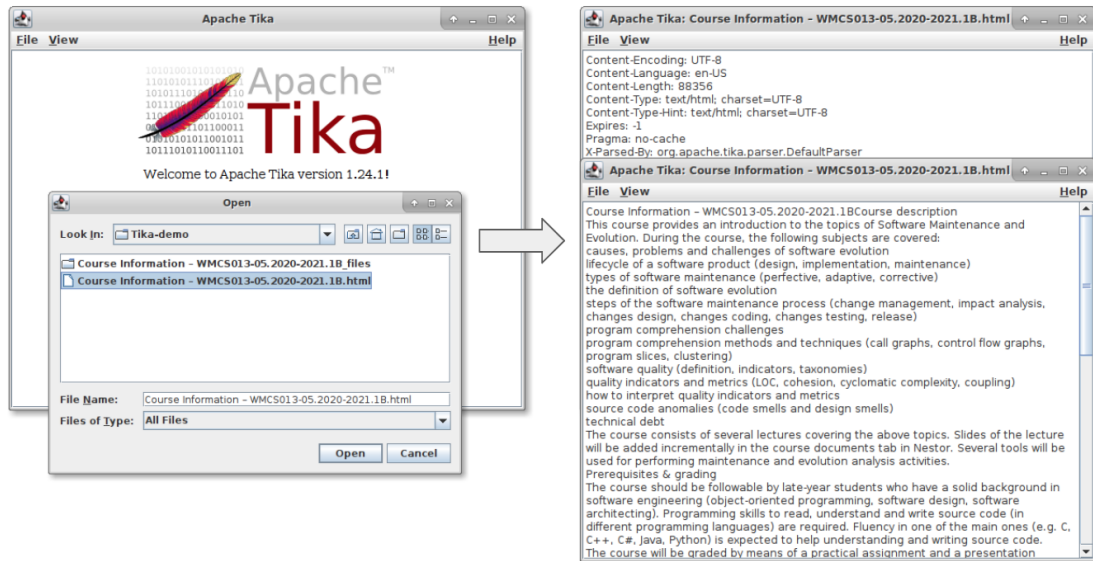 Apache Tika
File View Help
Apache™
Tika
Welcome to Apache Tika version 1.24.1!
Open
Look In: Tika-demo
Course Information – WMCS013-05.2020-2021.1B_files
Course Information – WMCS013-05.2020-2021.1B.html
File Name: Course Information – WMCS013-05.2020-2021.1B.html
Files of Type: All Files
Open Cancel
Apache Tika: Course Information – WMCS013-05.2020-2021.1B.html
File View Help
Content-Encoding: UTF-8
Content-Language: en-US
Content-Length: 88356
Content-Type: text/html; charset=UTF-8
Content-Type-Hint: text/html; charset=UTF-8
Expires: -1
Pragma: no-cache
X-Parsed-By: org.apache.tika.parser.DefaultParser
Apache Tika: Course Information – WMCS013-05.2020-2021.1B.html
File View Help
Course Information – WMCS013-05.2020-2021.1BCourse description
This course provides an introduction to the topics of Software Maintenance and
Evolution. During the course, the following subjects are covered:
causes, problems and challenges of software evolution
lifecycle of a software product (design, implementation, maintenance)
types of software maintenance (perfective, adaptive, corrective)
the definition of software evolution
steps of the software maintenance process (change management, impact analysis,
changes design, changes coding, changes testing, release)
program comprehension challenges
program comprehension methods and techniques (call graphs, control flow graphs,
program slices, clustering)
software quality (definition, indicators, taxonomies)
quality indicators and metrics (LOC, cohesion, cyclomatic complexity, coupling)
how to interpret quality indicators and metrics
source code anomalies (code smells and design smells)
technical debt
The course consists of several lectures covering the above topics. Slides of the lecture
will be added incrementally in the course documents tab in Nestor. Several tools will be
used for performing maintenance and evolution analysis activities.
Prerequisites & grading
The course should be followable by late-year students who have a solid background in
software engineering (object-oriented programming, software design, software
architecting). Programming skills to read, understand and write source code (in
different programming languages) are required. Fluency in one of the main ones (e.g. C,
C++, C#, Java, Python) is expected to help understanding and writing source code.
The course will be graded by means of a practical assignment and a presentation